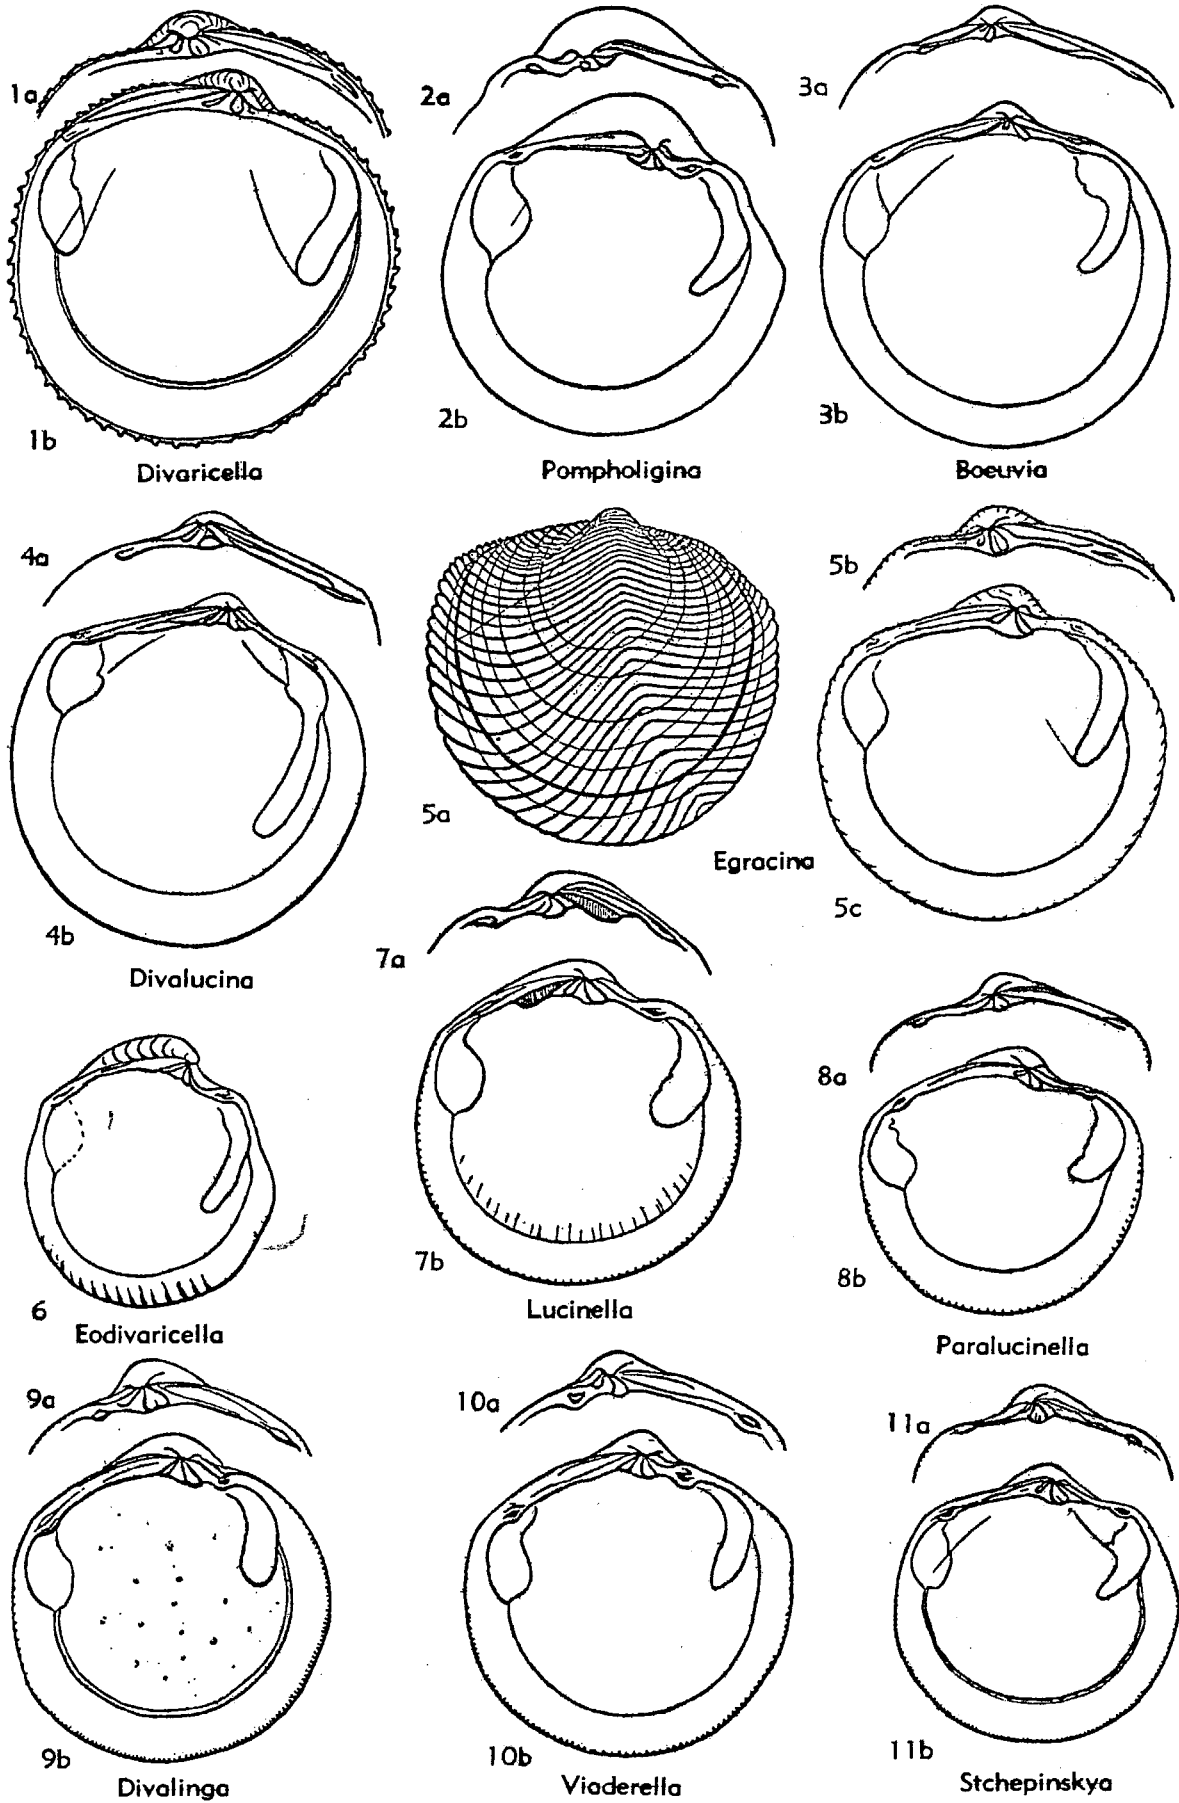 1a
2a
3a
1b
2b
3b
Divaricella
Pompholigina
Boeuvia
4a
5b
5a
Egracina
5c
4b
7a
Divalucina
8a
7b
8b
6
Lucinella
Eodivaricella
Paralucinella
9a
10a
11a
9b
10b
11b
Divalinga
Viaderella
Stchepinskya